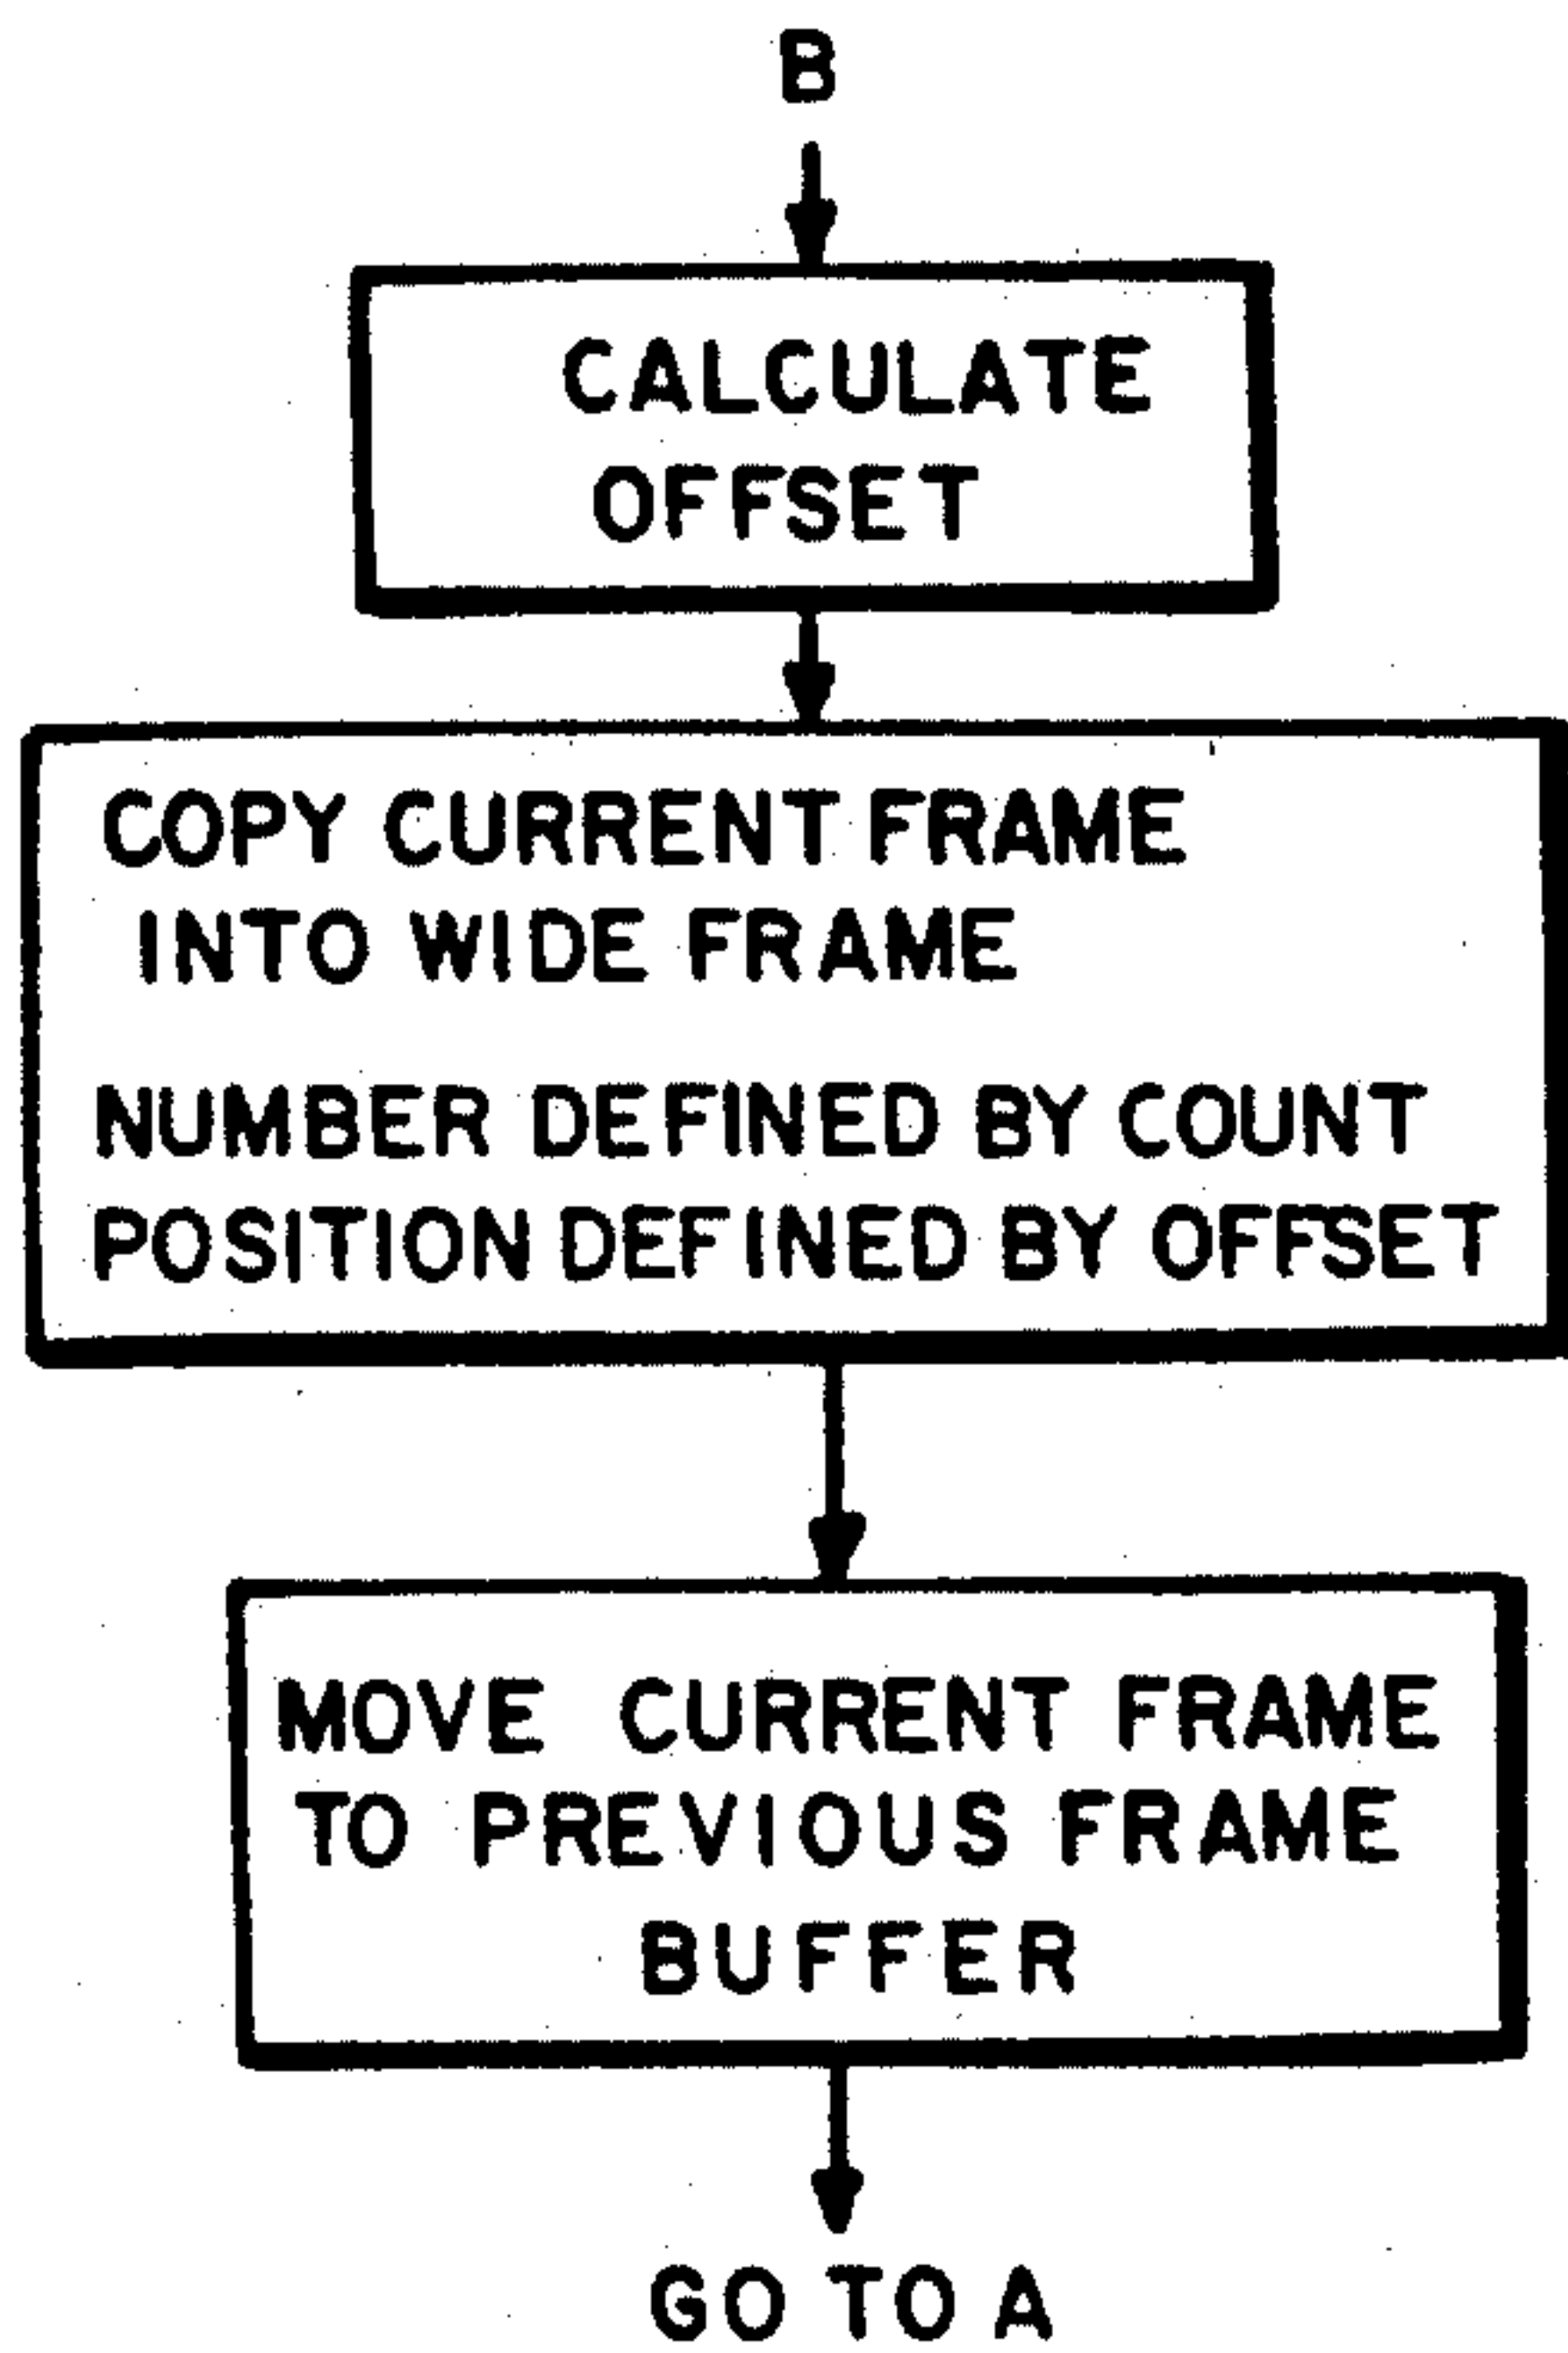 B
CALCULATE
OFFSET
COPY CURRENT FRAME
INTO WIDE FRAME
NUMBER DEFINED BY COUNT
POSITION DEFINED BY OFFSET
MOVE CURRENT FRAME
TO PREVIOUS FRAME
BUFFER
GO TO A